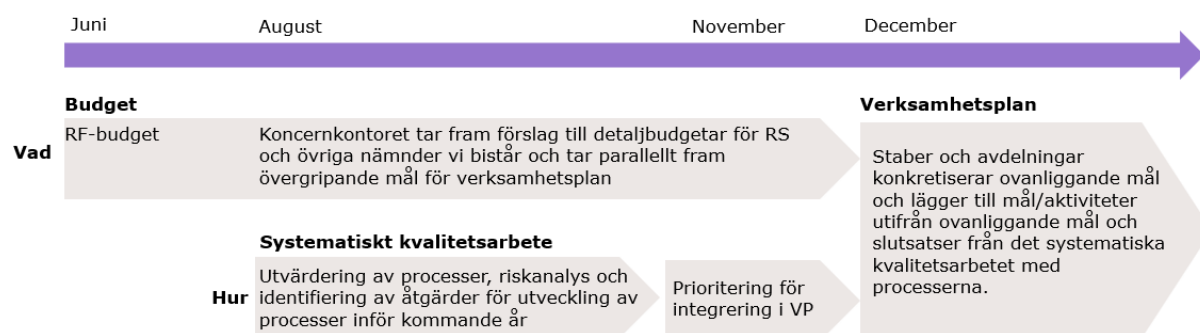 Juni
August
November
December
Budget
Verksamhetsplan
Vad
RF-budget
Koncernkontoret tar fram förslag till detaljbudgetar för RS
och övriga nämnder vi bistår och tar parallellt fram
övergripande mål för verksamhetsplan
Staber och avdelningar
konkretiserar ovanliggande mål
och lägger till mål/aktiviteter
utifrån ovanliggande mål och
slutsatser från det systematiska
kvalitetsarbetet med
processerna.
Systematiskt kvalitetsarbete
Hur
Utvärdering av processer, riskanalys och
identifiering av åtgärder för utveckling av
processer inför kommande år
Prioritering för
integrering i VP